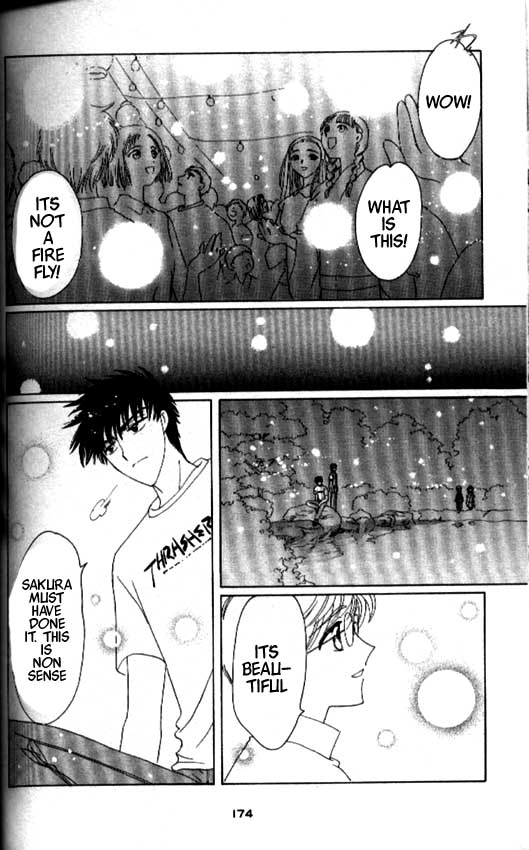 WOW!
WHAT
IS
THIS!
ITS
NOT
A
FIRE
FLY!
THRASHER
SAKURA
MUST
HAVE
DONE
IT. THIS
IS
NON
SENSE
ITS
BEAU-
TIFUL
174